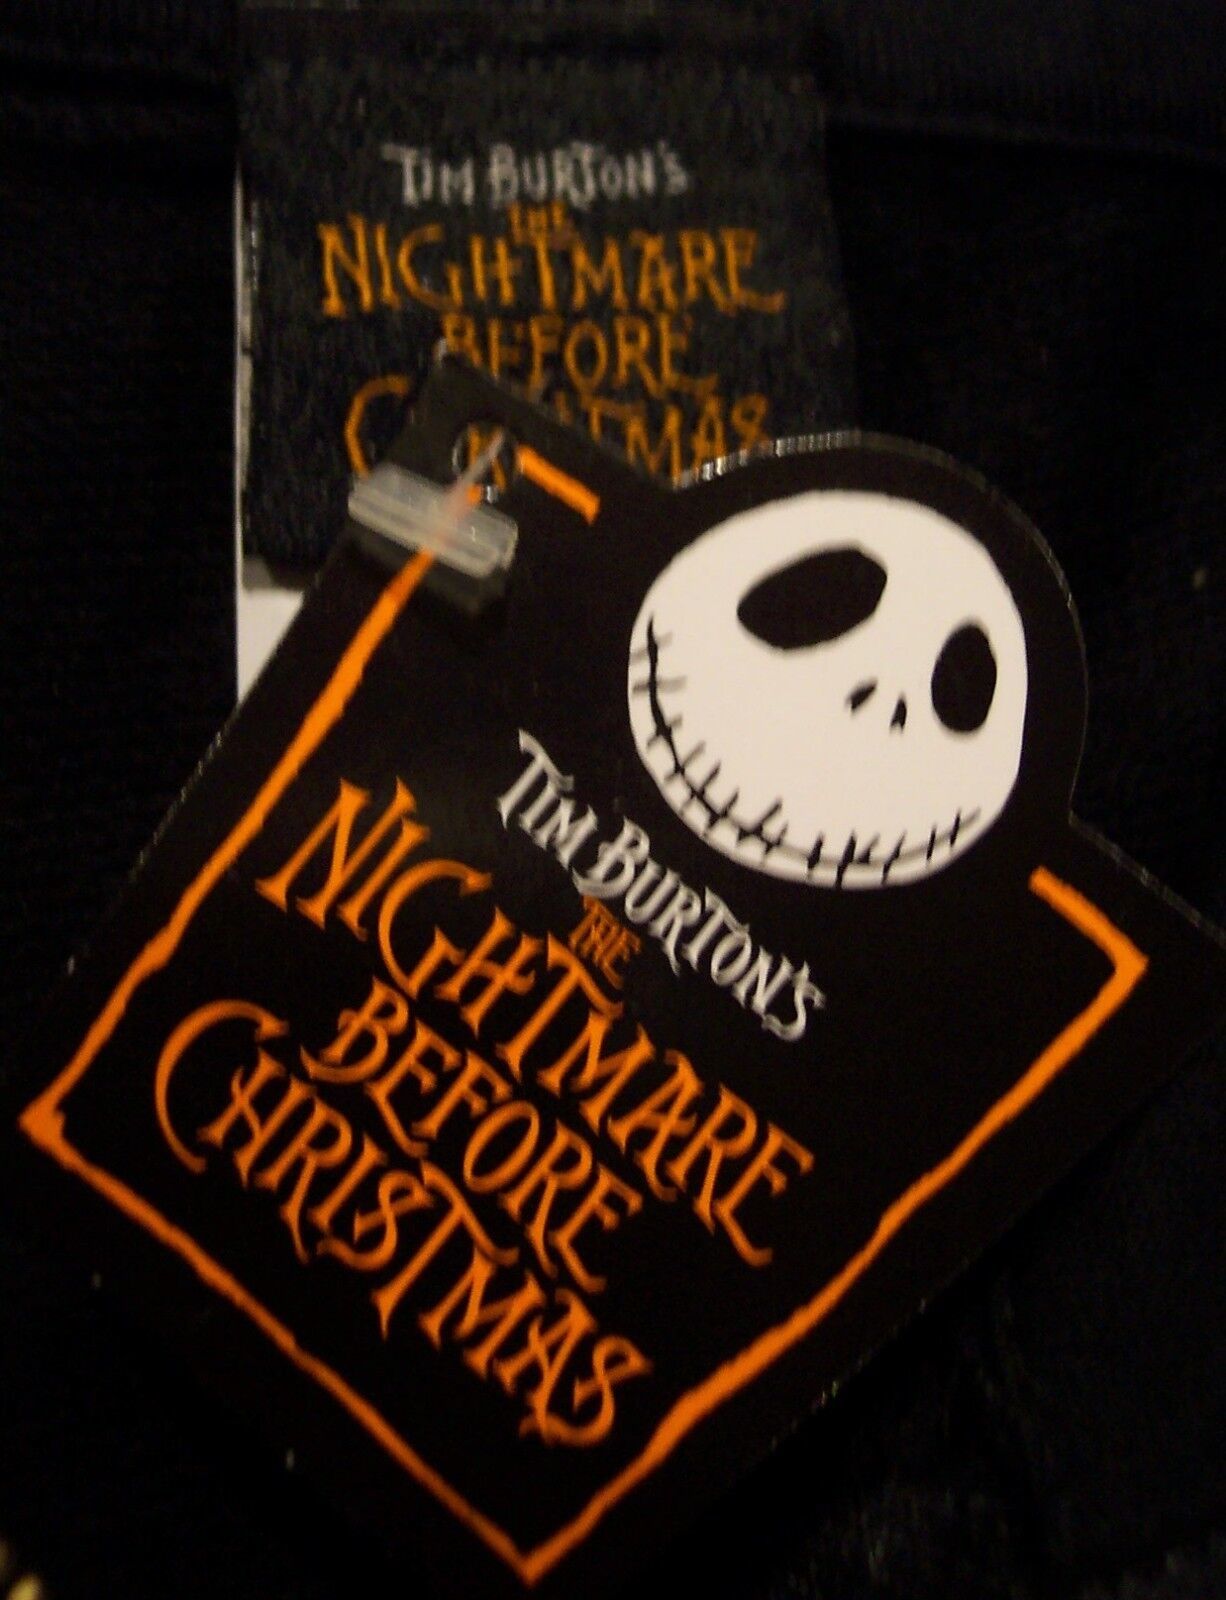 TIM BURTON'S
THE
NIGHTMARE
BEFORE
TIM BURTON'S
THE
NIGHTMARE
BEFORE
CHRISTMAS